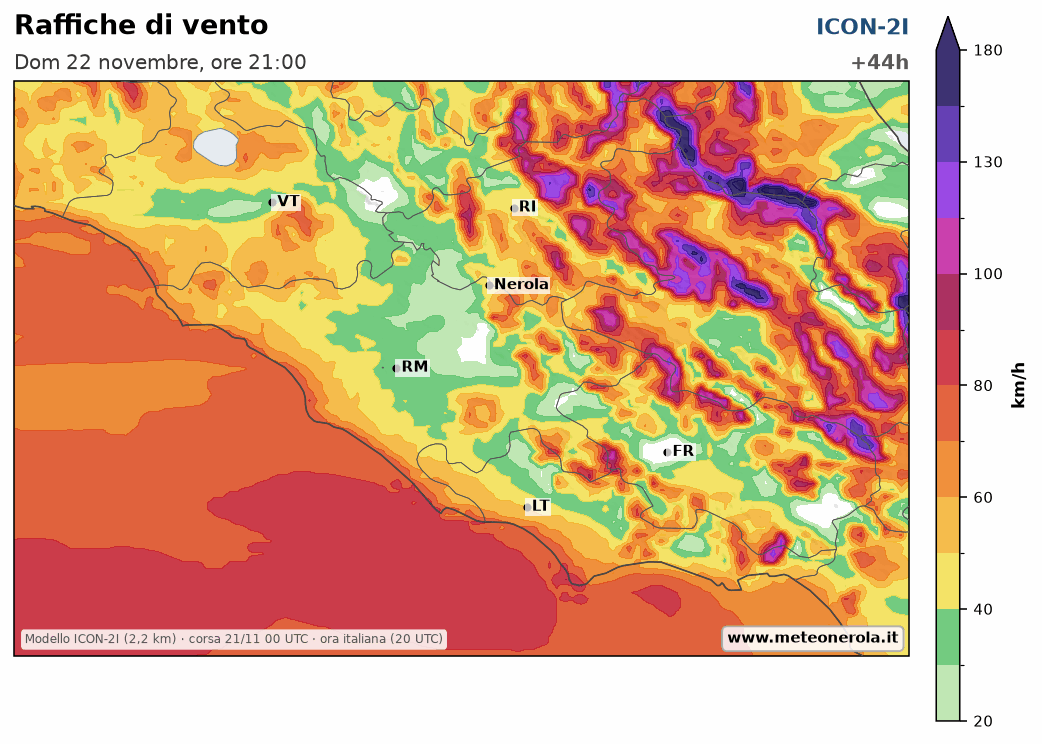 Raffiche di vento
ICON-2I
Dom 22 novembre, ore 21:00
+44h
180
130
100
80
60
40
20
km/h
VT
RI
Nerola
RM
FR
LT
Modello ICON-2I (2,2 km) · corsa 21/11 00 UTC · ora italiana (20 UTC)
www.meteonerola.it